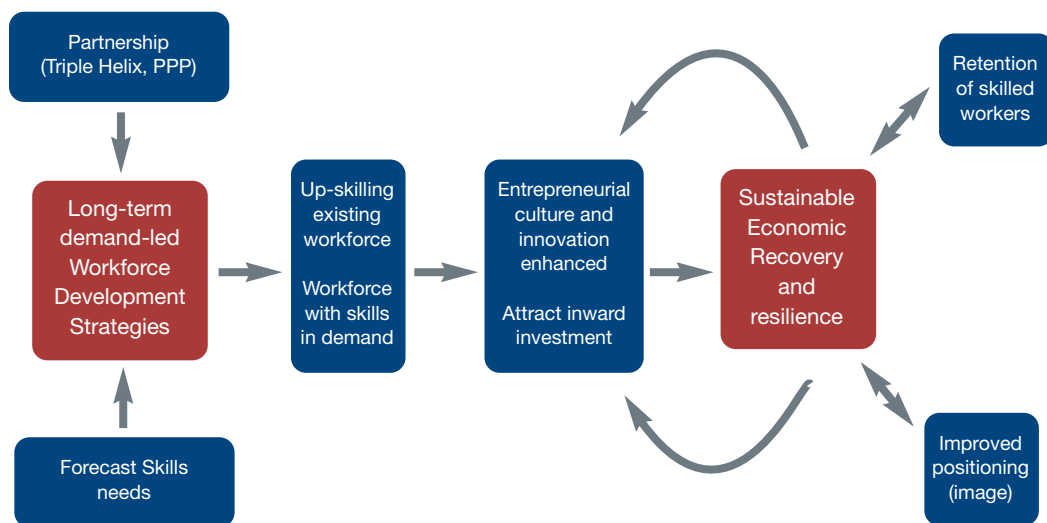 Partnership
(Triple Helix, PPP)
Long-term
demand-led
Workforce
Development
Strategies
Forecast Skills
needs
Up-skilling
existing
workforce
Workforce
with skills
in demand
Entrepreneurial
culture and
innovation
enhanced
Attract inward
investment
Sustainable
Economic
Recovery
and
resilience
Retention
of skilled
workers
Improved
positioning
(image)